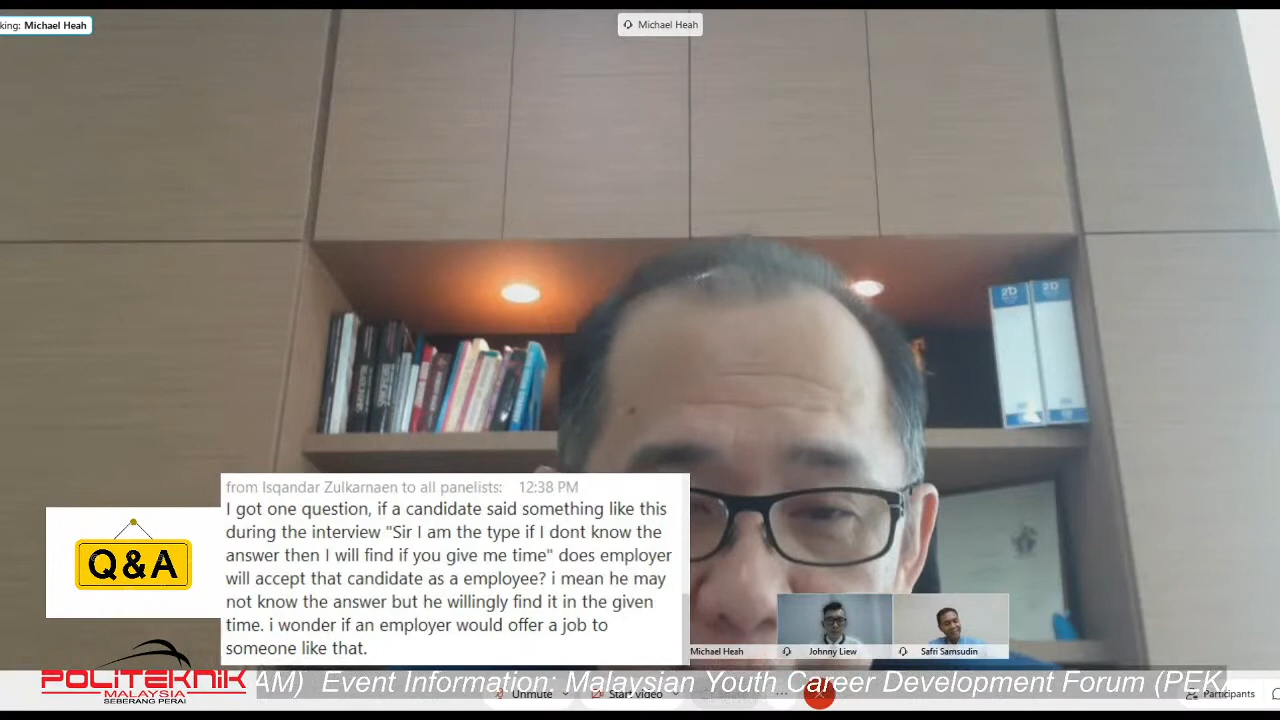 king: Michael Heah
Michael Heah
from Isqandar Zulkarnaen to all panelists: 12:38 PM
I got one question, if a candidate said something like this
during the interview "Sir I am the type if I dont know the
answer then I will find if you give me time" does employer
will accept that candidate as a employee? i mean he may
not know the answer but he willingly find it in the given
time. i wonder if an employer would offer a job to
someone like that.
Q&A
Michael Heah
Johnny Liew
Safri Samsudin
POLITEKNIK
MALAYSIA
SEBERANG PERAI
AM) Event Information: Malaysian Youth Career Development Forum (PEK
Unmute
Start video
Participants